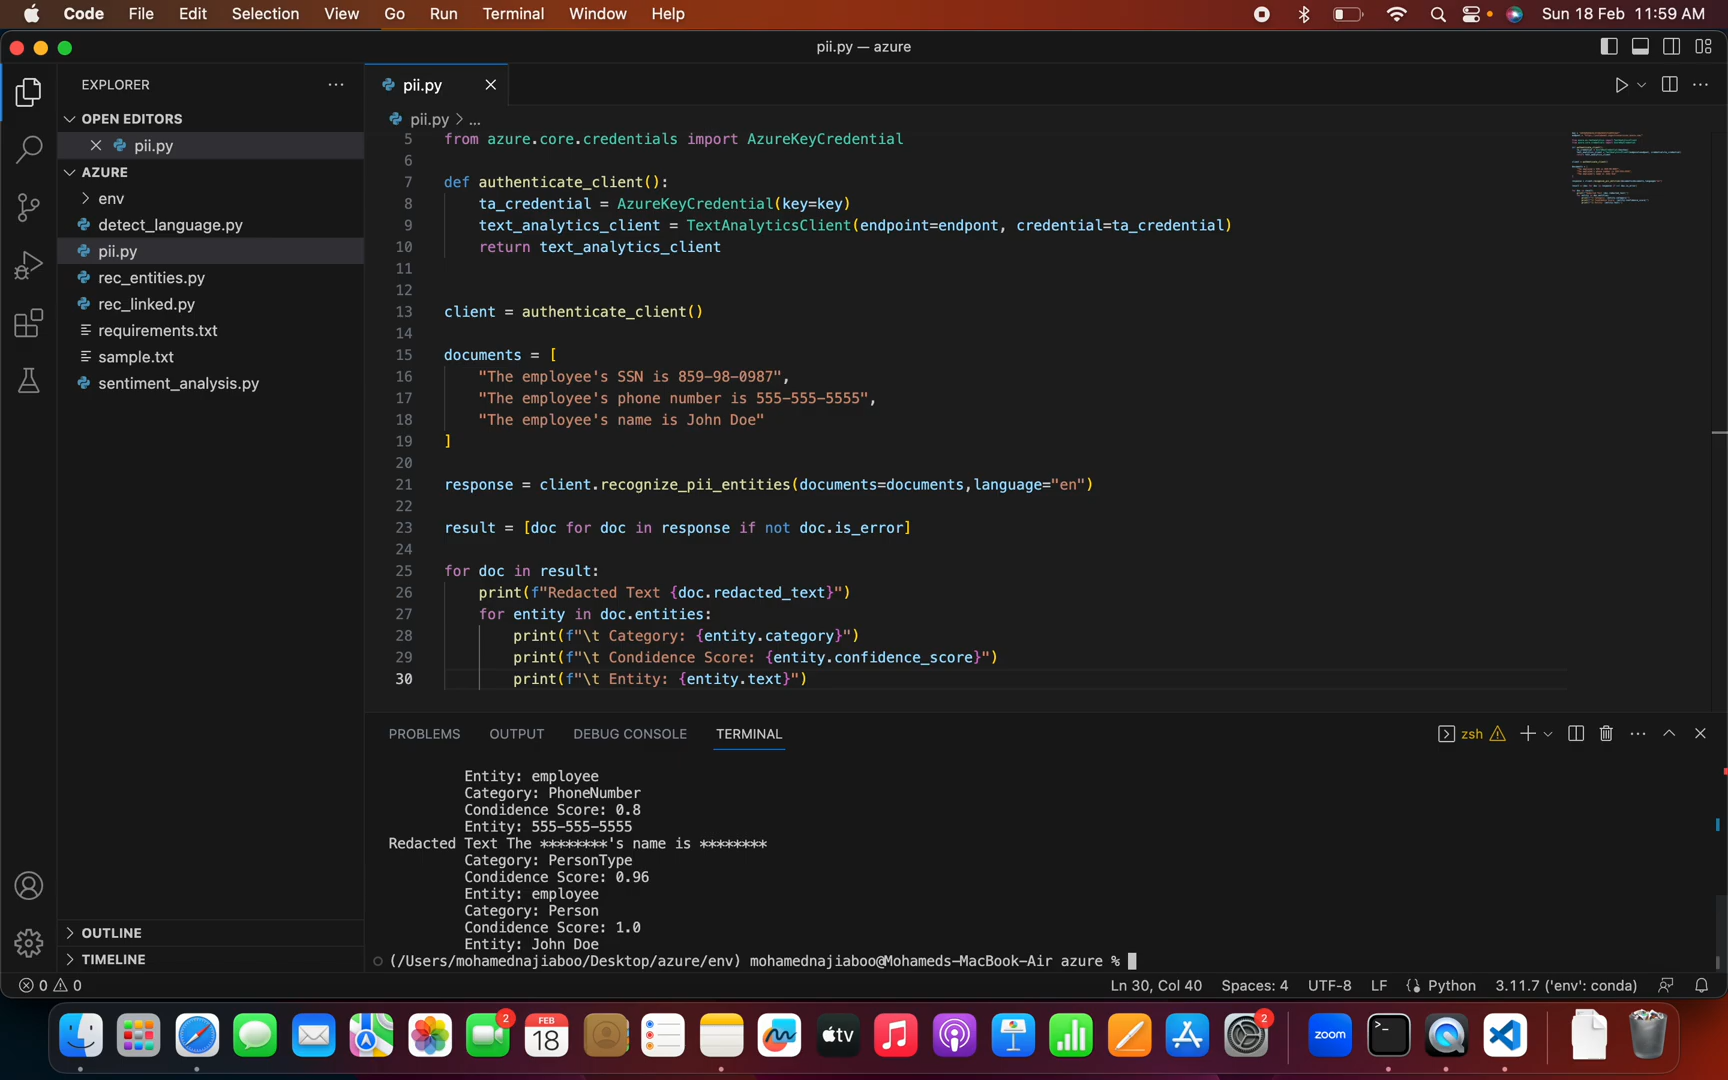 Code File Edit Selection View Go Run Terminal Window Help Sun 18 Feb 11:59 AM
pii.py — azure
EXPLORER
OPEN EDITORS
pii.py
AZURE
env
detect_language.py
pii.py
rec_entities.py
rec_linked.py
requirements.txt
sample.txt
sentiment_analysis.py
OUTLINE
TIMELINE
pii.py
pii.py > ...
5 from azure.core.credentials import AzureKeyCredential
6
7 def authenticate_client():
8 ta_credential = AzureKeyCredential(key=key)
9 text_analytics_client = TextAnalyticsClient(endpoint=endpont, credential=ta_credential)
10 return text_analytics_client
11
12
13 client = authenticate_client()
14
15 documents = [
16 "The employee's SSN is 859-98-0987",
17 "The employee's phone number is 555-555-5555",
18 "The employee's name is John Doe"
19 ]
20
21 response = client.recognize_pii_entities(documents=documents,language="en")
22
23 result = [doc for doc in response if not doc.is_error]
24
25 for doc in result:
26 print(f"Redacted Text {doc.redacted_text}")
27 for entity in doc.entities:
28 print(f"\t Category: {entity.category}")
29 print(f"\t Condidence Score: {entity.confidence_score}")
30 print(f"\t Entity: {entity.text}")
PROBLEMS OUTPUT DEBUG CONSOLE TERMINAL zsh
Entity: employee
Category: PhoneNumber
Condidence Score: 0.8
Entity: 555-555-5555
Redacted Text The ********'s name is ********
Category: PersonType
Condidence Score: 0.96
Entity: employee
Category: Person
Condidence Score: 1.0
Entity: John Doe
(/Users/mohamednajiaboo/Desktop/azure/env) mohamednajiaboo@Mohameds-MacBook-Air azure %
0 0 Ln 30, Col 40 Spaces: 4 UTF-8 LF Python 3.11.7 ('env': conda)
2 FEB 18 tv 2 zoom